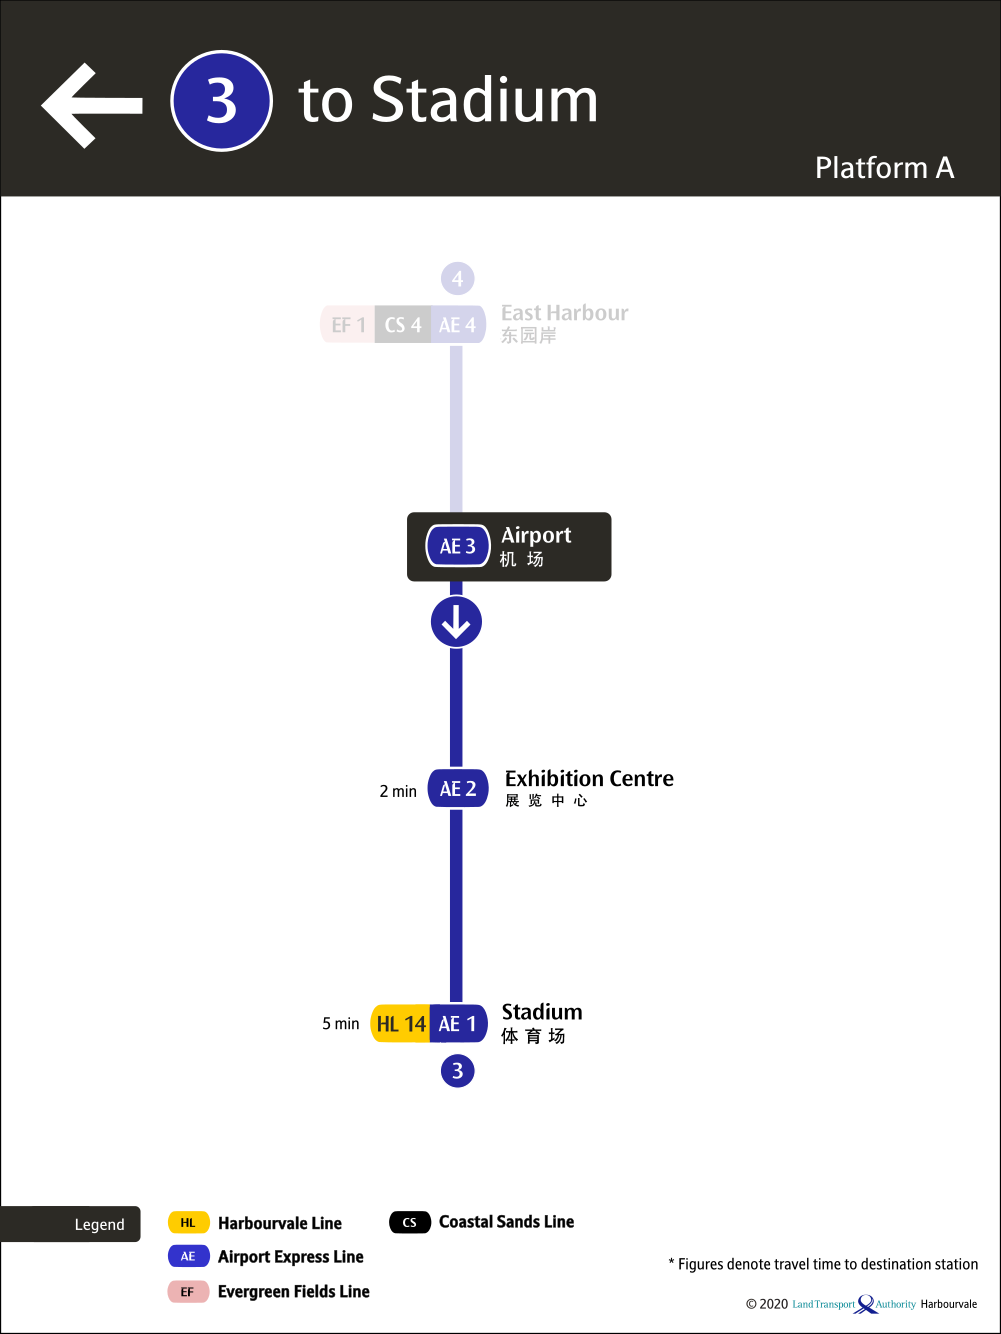 3 to Stadium
Platform A
4
EF 1 CS 4 AE 4 East Harbour
东园岸
AE 3 Airport
机场
2 min AE 2 Exhibition Centre
展览中心
5 min HL 14 AE 1 Stadium
体育场
3
Legend
HL Harbourvale Line
AE Airport Express Line
EF Evergreen Fields Line
CS Coastal Sands Line
* Figures denote travel time to destination station
© 2020 Land Transport Authority Harbourvale